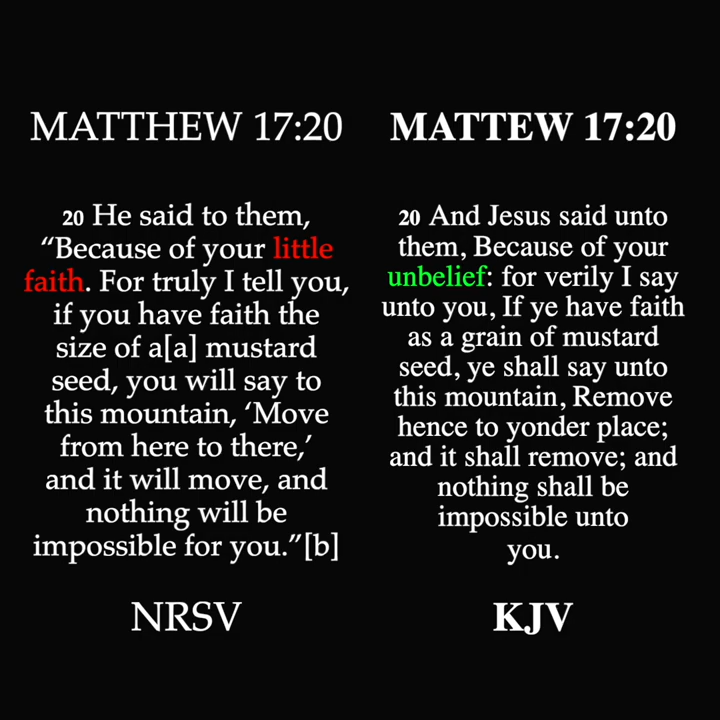 MATTHEW 17:20
20 He said to them,
“Because of your little
faith. For truly I tell you,
if you have faith the
size of a[a] mustard
seed, you will say to
this mountain, ‘Move
from here to there,’
and it will move, and
nothing will be
impossible for you.”[b]
NRSV
MATTEW 17:20
20 And Jesus said unto
them, Because of your
unbelief: for verily I say
unto you, If ye have faith
as a grain of mustard
seed, ye shall say unto
this mountain, Remove
hence to yonder place;
and it shall remove; and
nothing shall be
impossible unto
you.
KJV